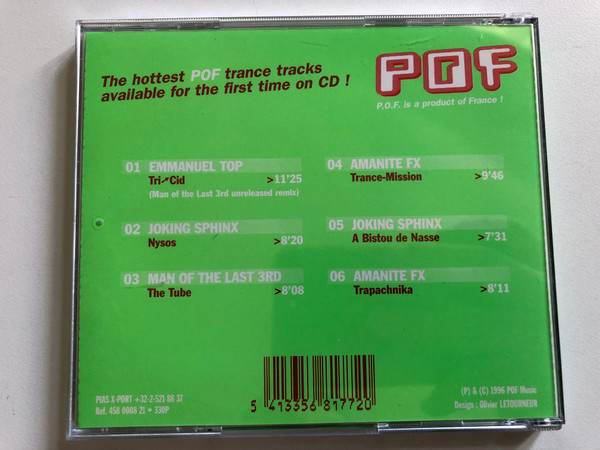 The hottest POF trance tracks
available for the first time on CD !
POF
P.O.F. is a product of France !
01 EMMANUEL TOP
Tri Cid >11'25
(Man of the Last 3rd unreleased remix)
02 JOKING SPHINX
Nysos >8'20
03 MAN OF THE LAST 3RD
The Tube >8'08
04 AMANITE FX
Trance-Mission >9'46
05 JOKING SPHINX
A Bistou de Nasse >7'31
06 AMANITE FX
Trapachnika >8'11
PIAS X-PORT +32-2-521 88 37
Ref. 456 0008 21 • 330P
5 413356 817720
(P) & (C) 1996 POF Music
Design : Olivier LETOURNEUR